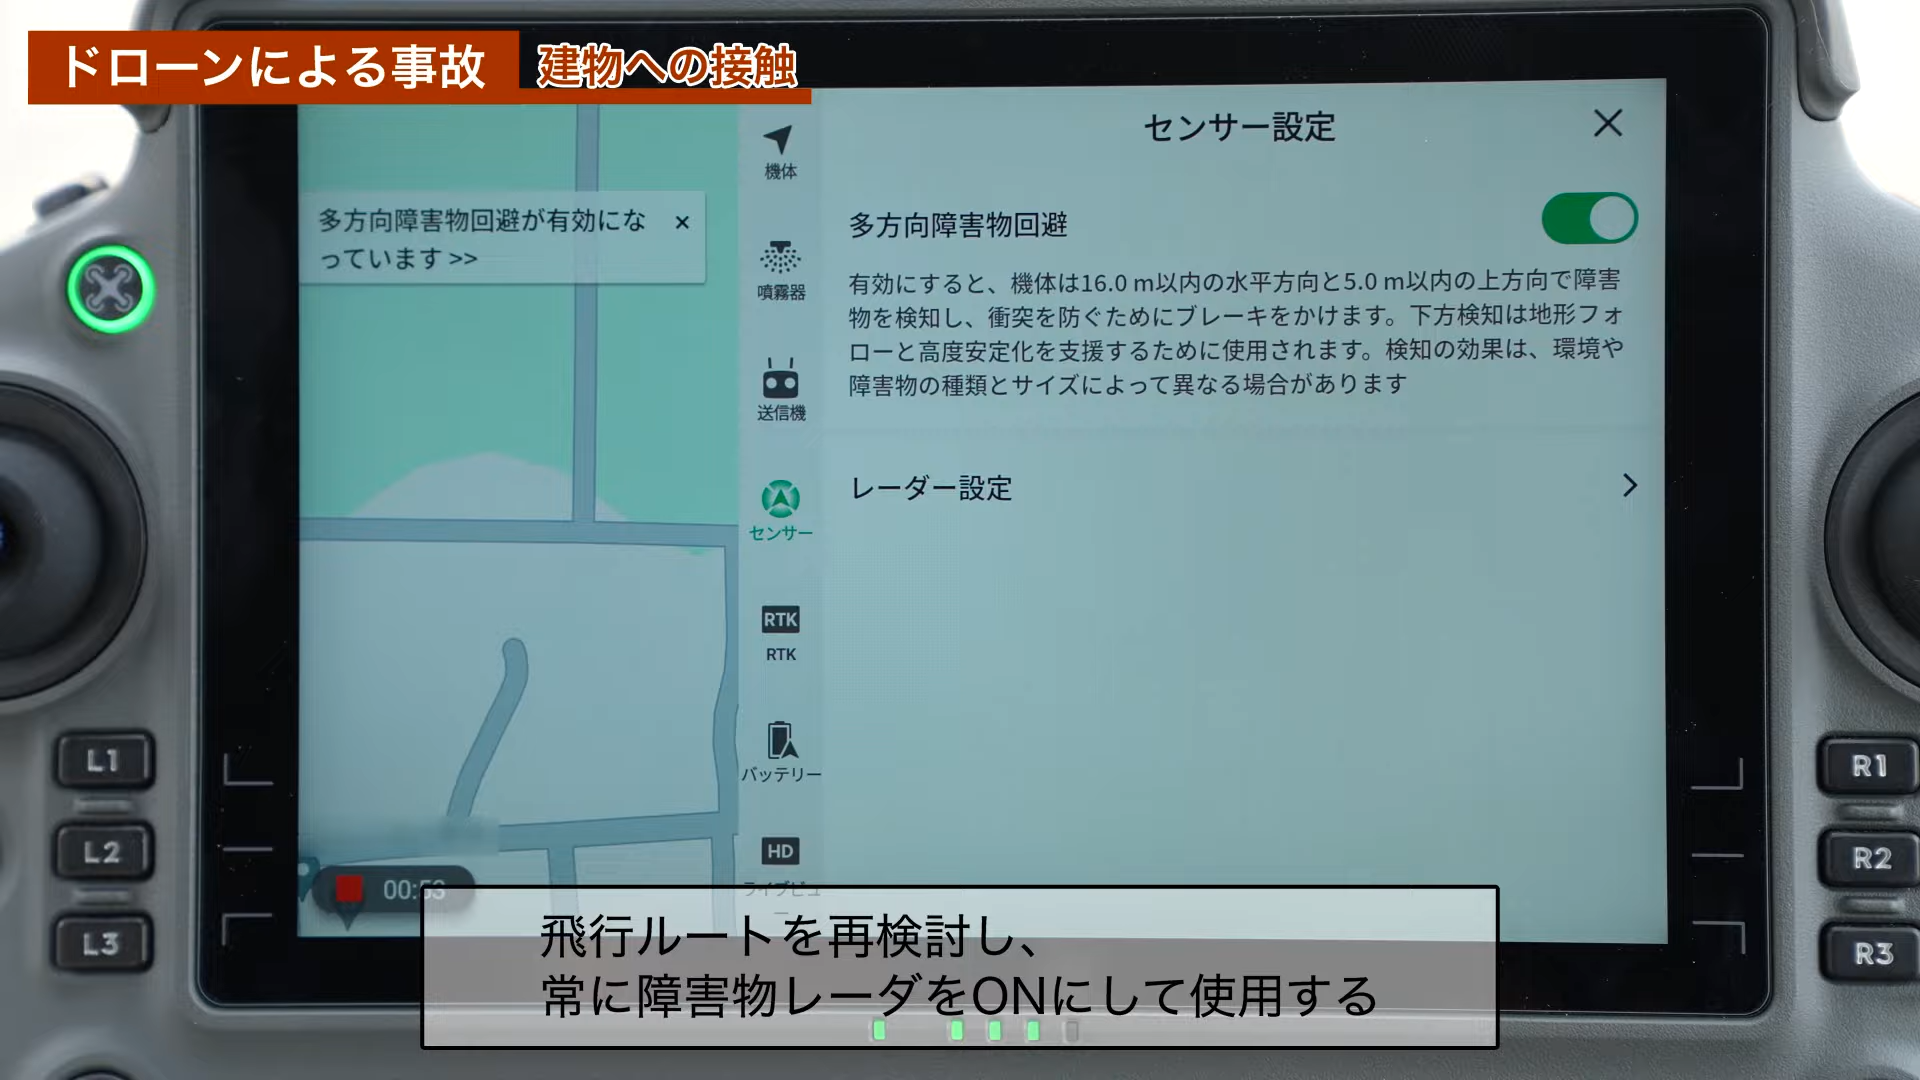 ドローンによる事故 建物への接触
センサー設定
機体
多方向障害物回避が有効にな
っています >>
多方向障害物回避
噴霧器
有効にすると、機体は16.0 m以内の水平方向と5.0 m以内の上方向で障害
物を検知し、衝突を防ぐためにブレーキをかけます。下方検知は地形フォ
ローと高度安定化を支援するために使用されます。検知の効果は、環境や
障害物の種類とサイズによって異なる場合があります
送信機
レーダー設定
センサー
RTK
RTK
バッテリー
HD
ライブビュ
ー
00:53
L1
L2
L3
R1
R2
R3
飛行ルートを再検討し、
常に障害物レーダをONにして使用する